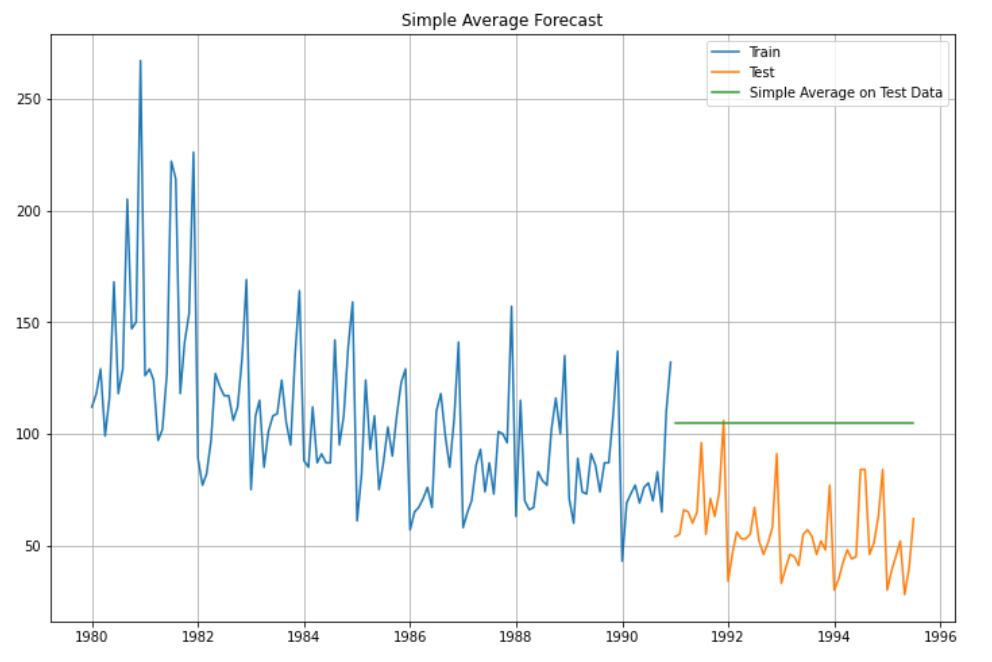 Simple Average Forecast
Train
Test
Simple Average on Test Data
250
200
150
100
50
1980 1982 1984 1986 1988 1990 1992 1994 1996